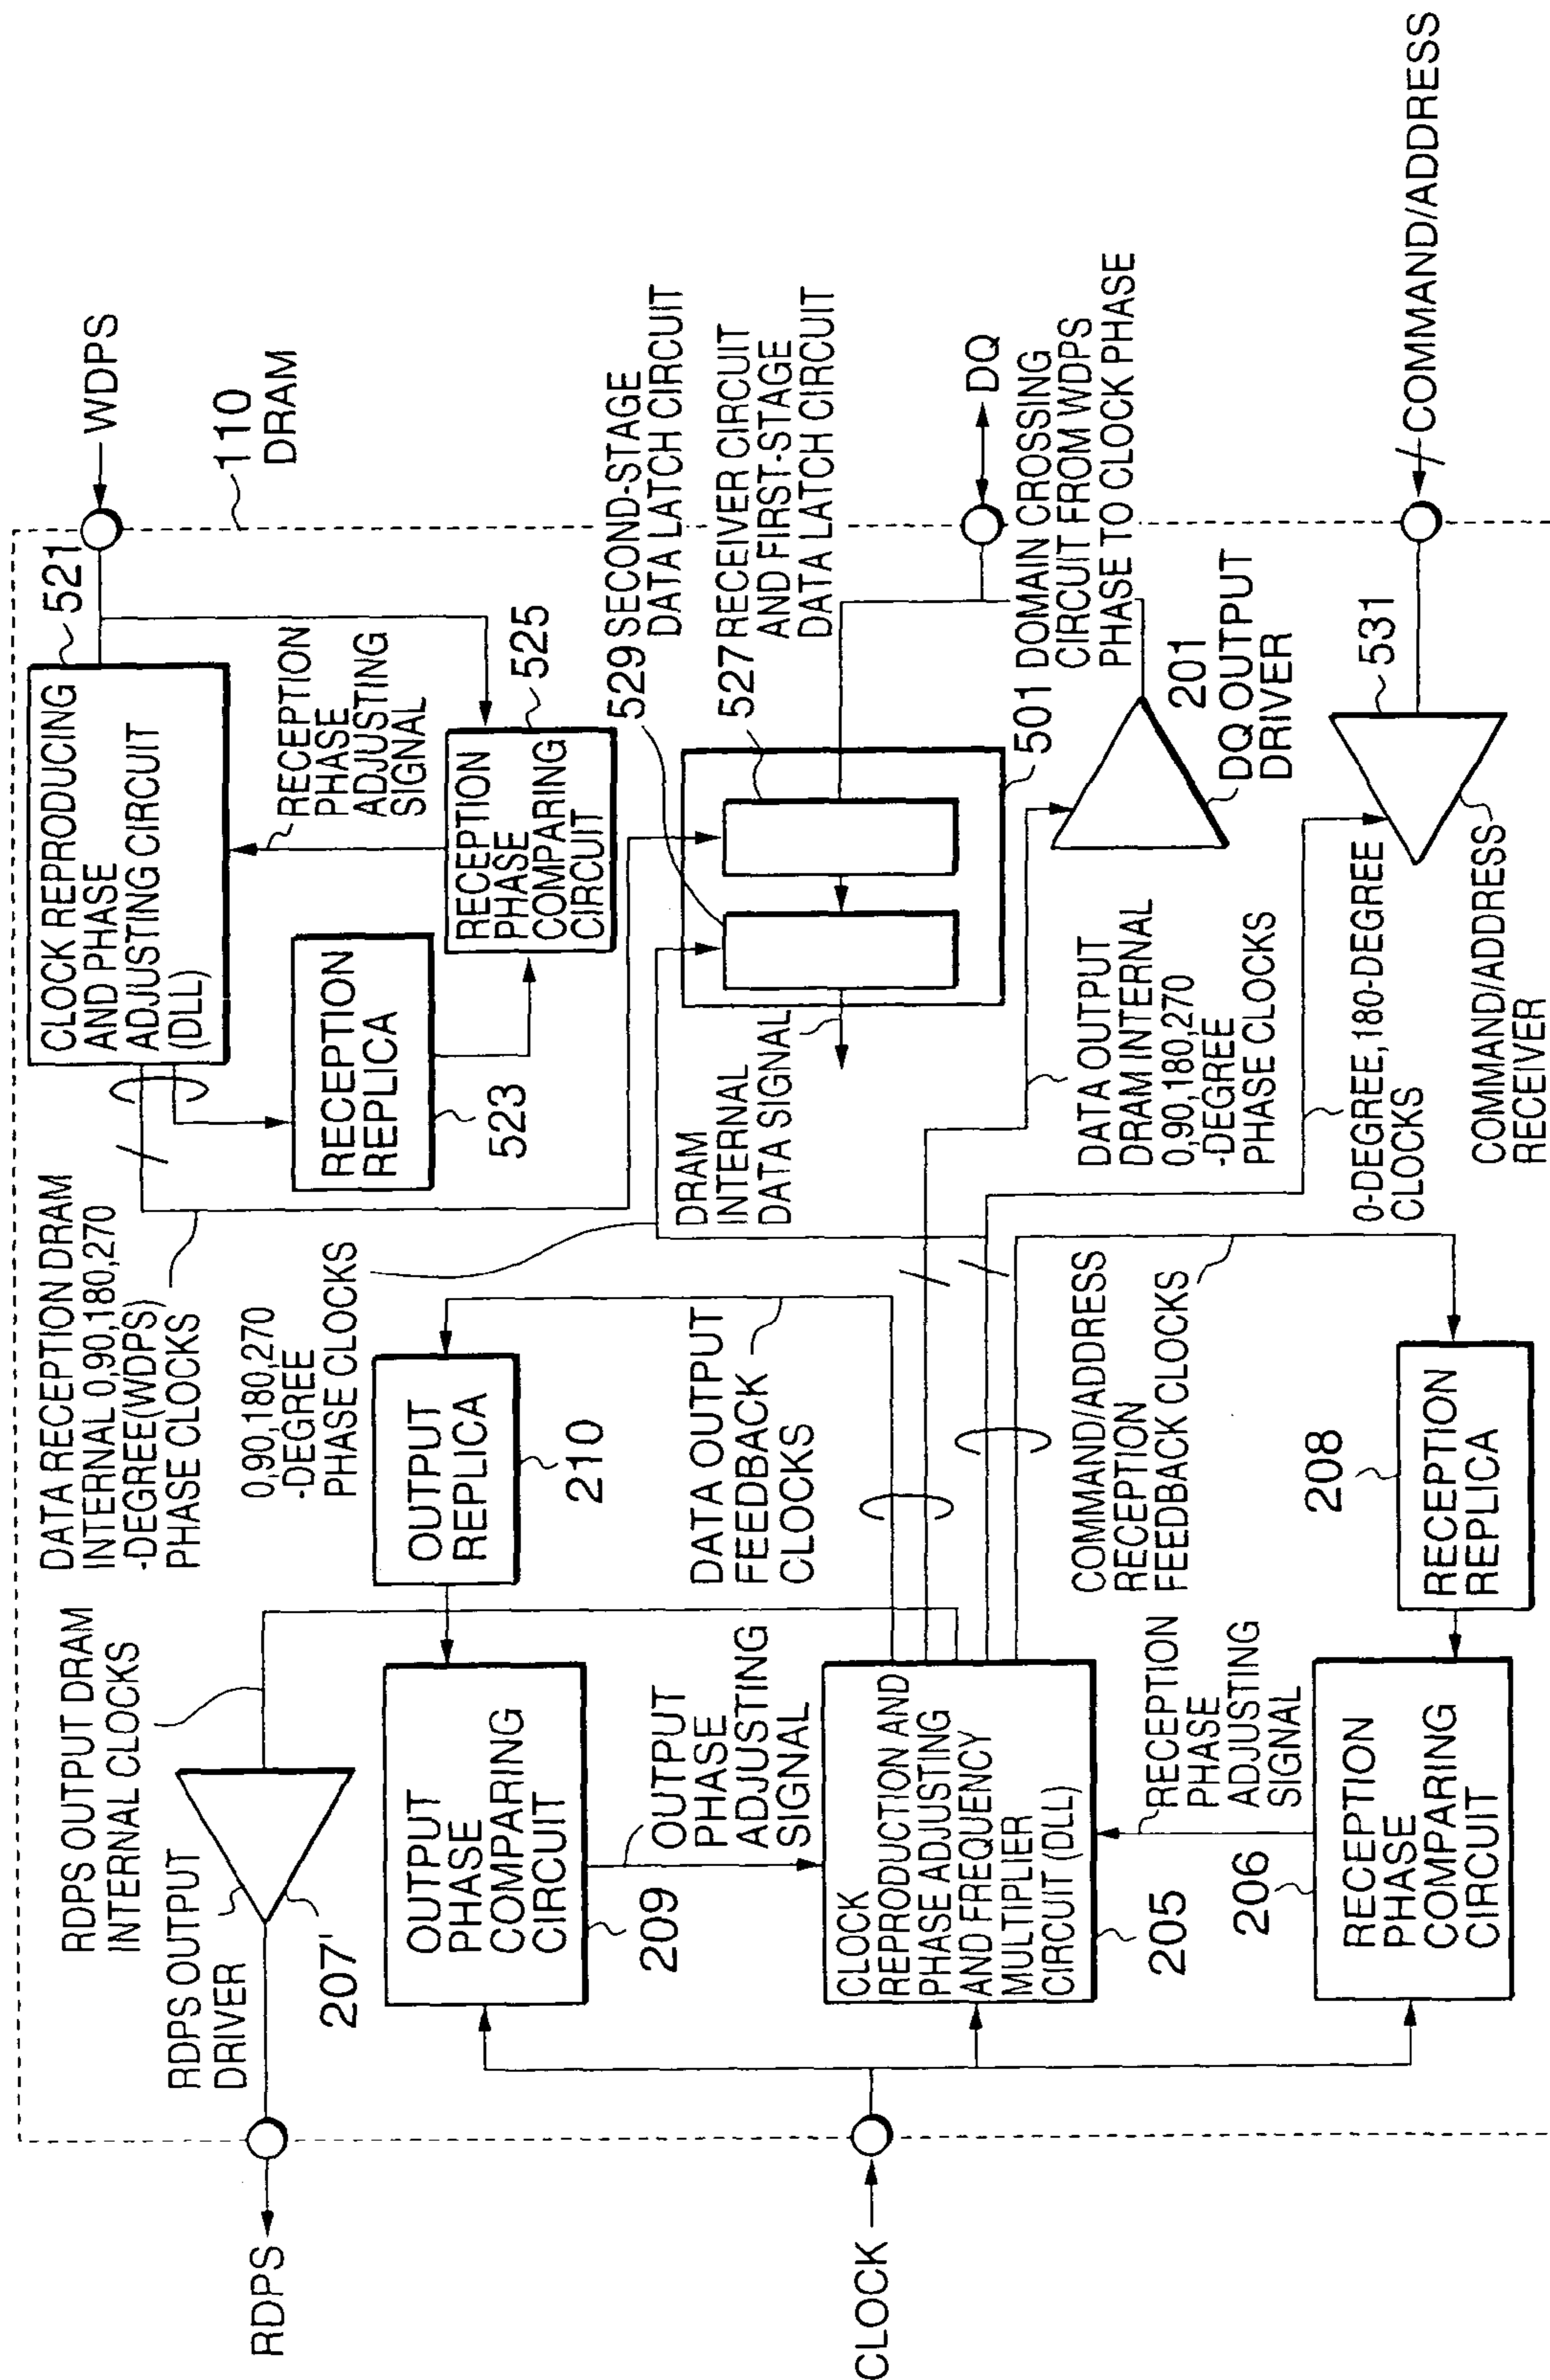 RDPS
CLOCK
RDPS OUTPUT
DRIVER
207'
RDPS OUTPUT DRAM
INTERNAL CLOCKS
OUTPUT
PHASE
COMPARING
CIRCUIT
209
OUTPUT
PHASE
ADJUSTING
SIGNAL
CLOCK
REPRODUCTION AND
PHASE ADJUSTING
AND FREQUENCY
MULTIPLIER
CIRCUIT (DLL)
205
206
RECEPTION
PHASE
ADJUSTING
SIGNAL
RECEPTION
PHASE
COMPARING
CIRCUIT
DATA RECEPTION DRAM
INTERNAL 0,90,180,270
-DEGREE(WDPS)
PHASE CLOCKS
0,90,180,270
-DEGREE
PHASE CLOCKS
OUTPUT
REPLICA
210
DATA OUTPUT
FEEDBACK
CLOCKS
COMMAND/ADDRESS
RECEPTION
FEEDBACK CLOCKS
208
RECEPTION
REPLICA
CLOCK REPRODUCING
AND PHASE
ADJUSTING CIRCUIT
(DLL)
521
RECEPTION
REPLICA
523
RECEPTION
PHASE
ADJUSTING
SIGNAL
RECEPTION
PHASE
COMPARING
CIRCUIT
525
DRAM
INTERNAL
DATA SIGNAL
529 SECOND-STAGE
DATA LATCH CIRCUIT
527 RECEIVER CIRCUIT
AND FIRST-STAGE
DATA LATCH CIRCUIT
501 DOMAIN CROSSING
CIRCUIT FROM WDPS
PHASE TO CLOCK PHASE
201
DQ OUTPUT
DRIVER
DATA OUTPUT
DRAM INTERNAL
0,90,180,270
-DEGREE
PHASE CLOCKS
0-DEGREE,180-DEGREE
CLOCKS
531
COMMAND/ADDRESS
RECEIVER
WDPS
110
DRAM
DQ
COMMAND/ADDRESS